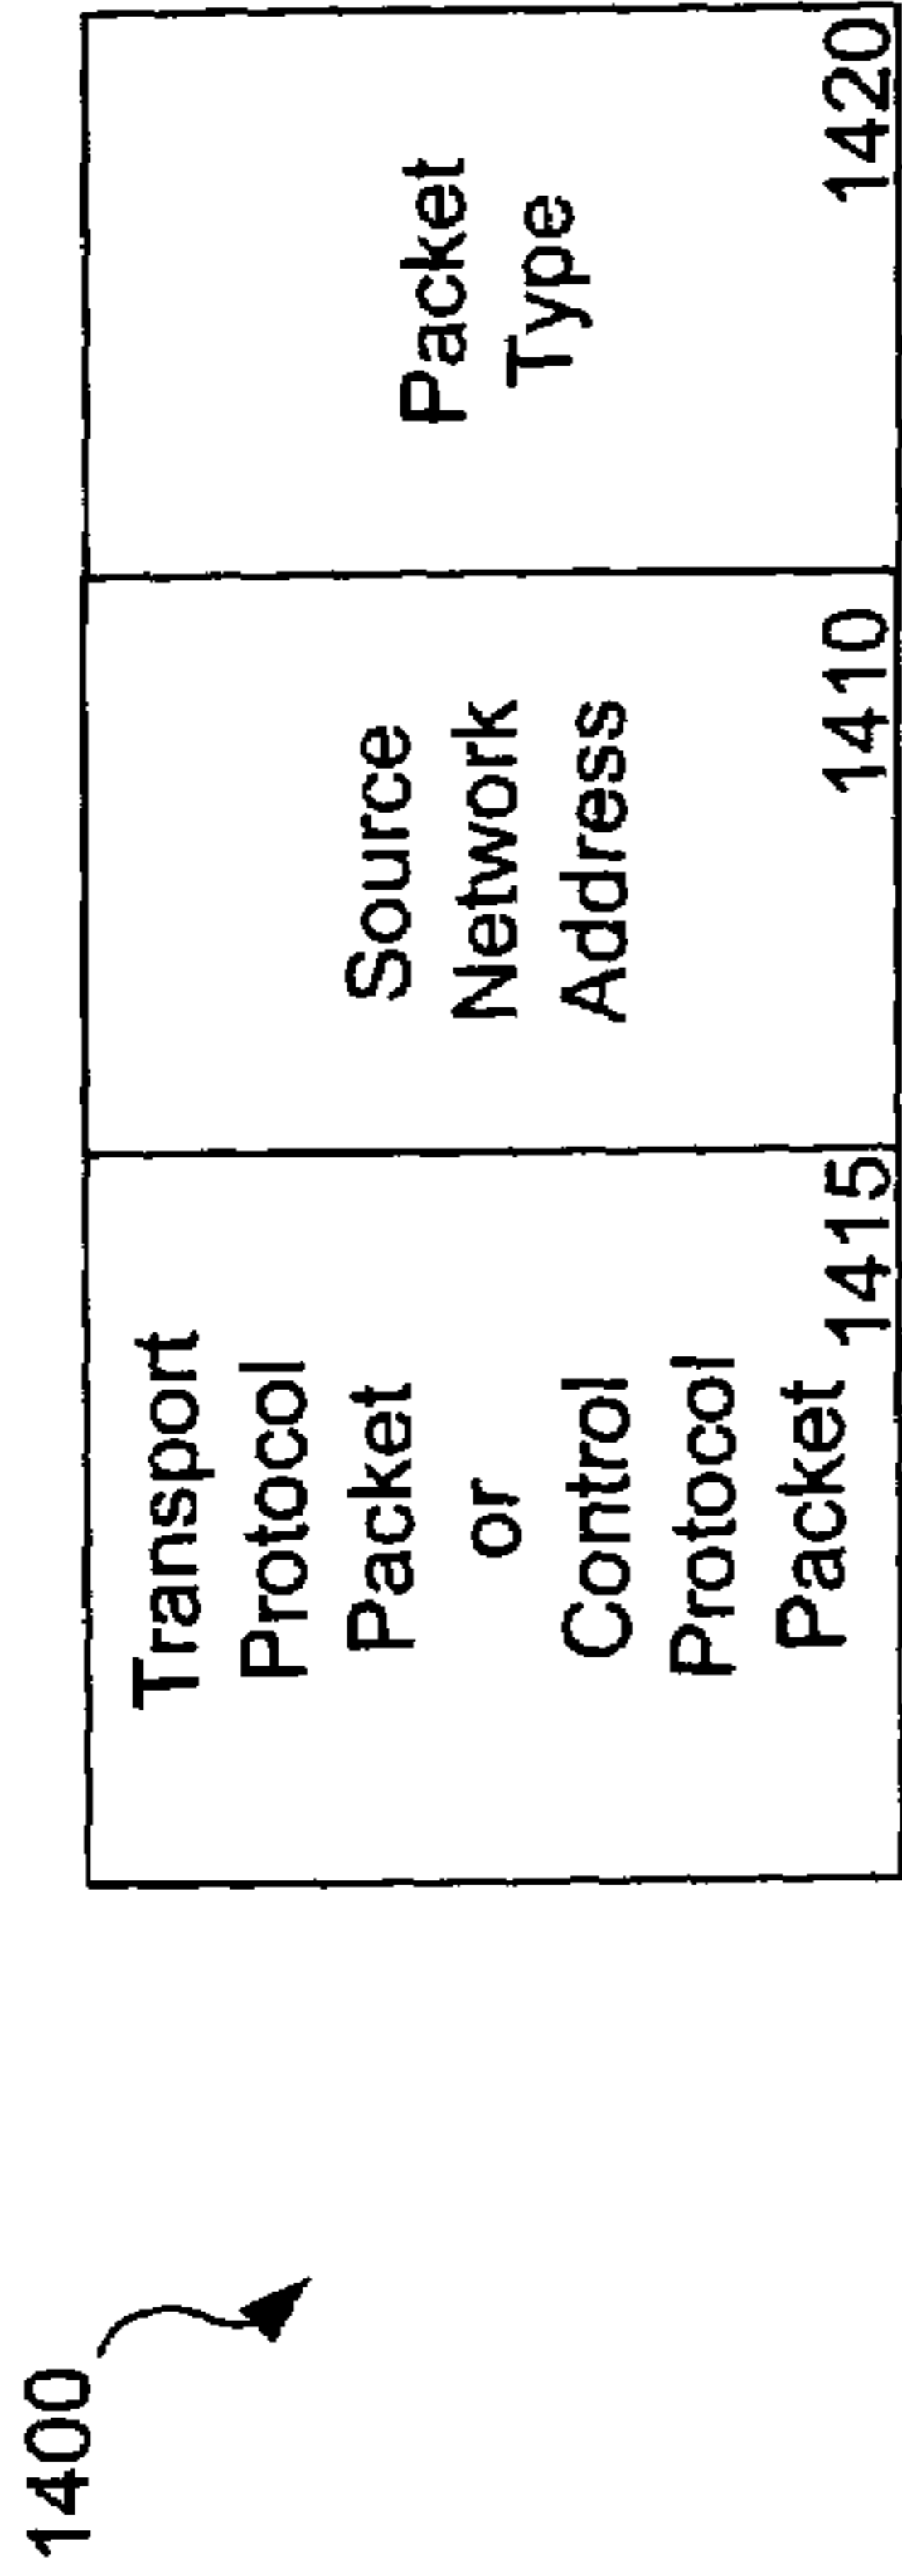 1400
Transport
Protocol
Packet
or
Control
Protocol
Packet
1415
Source
Network
Address
1410
Packet
Type
1420